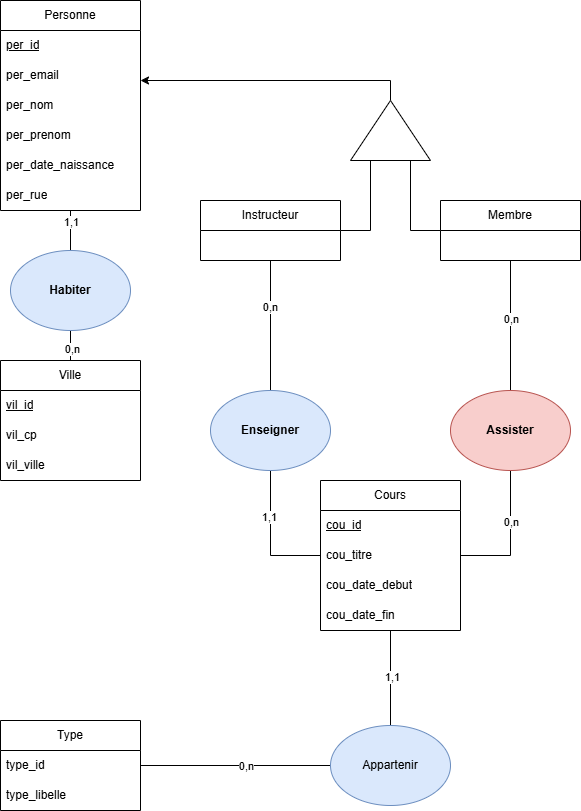 Personne
per_id
per_email
per_nom
per_prenom
per_date_naissance
per_rue
1,1
Habiter
0,n
Ville
vil_id
vil_cp
vil_ville
Instructeur
Membre
0,n
0,n
Enseigner
Assister
1,1
0,n
Cours
cou_id
cou_titre
cou_date_debut
cou_date_fin
1,1
Type
type_id
type_libelle
0,n
Appartenir